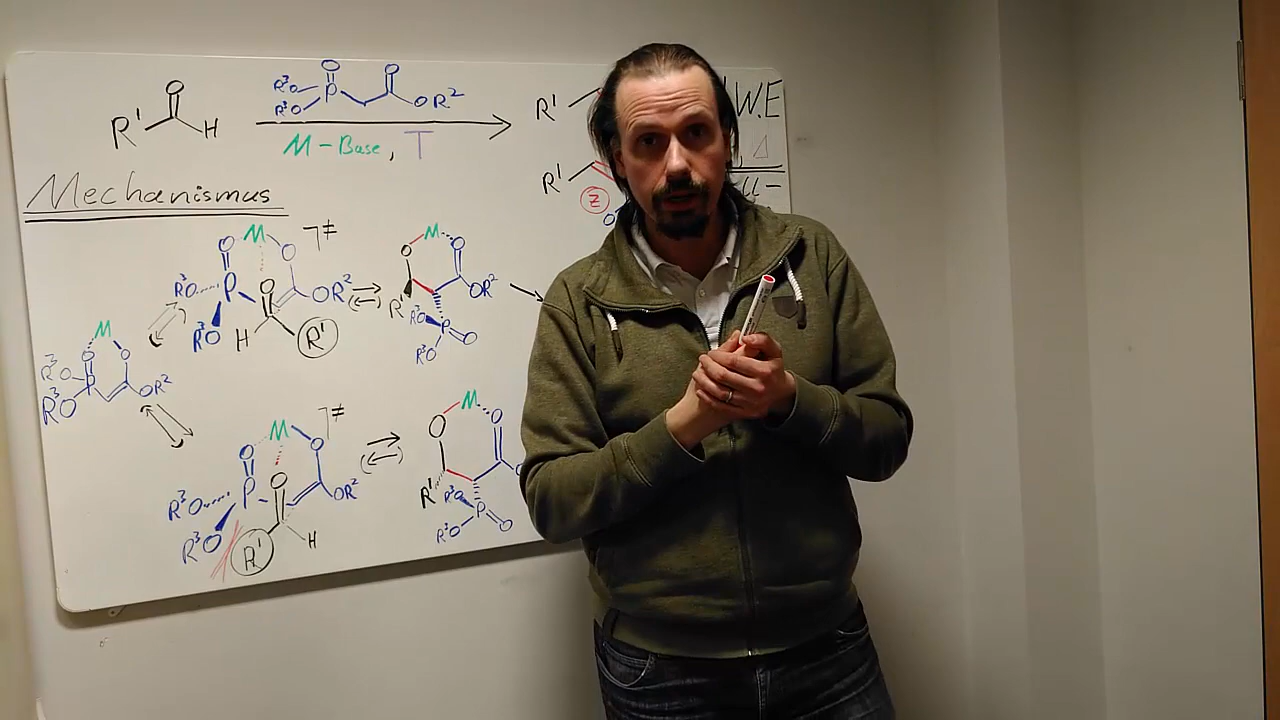 O O O
R³O P OR² R¹ W.E
R³O
R¹ H M-Base, T , Δ
R¹
Z
Mechanismus
M ⊣≠ M
O O O O
R³O P O OR² OR²
R³O H R¹ R¹ R³O P O
R³O
M
O O
R³O P OR²
R³O
M ⊣≠ M
O O O O
R³O P O OR² R¹ R³O P O
R³O R¹ H R³O